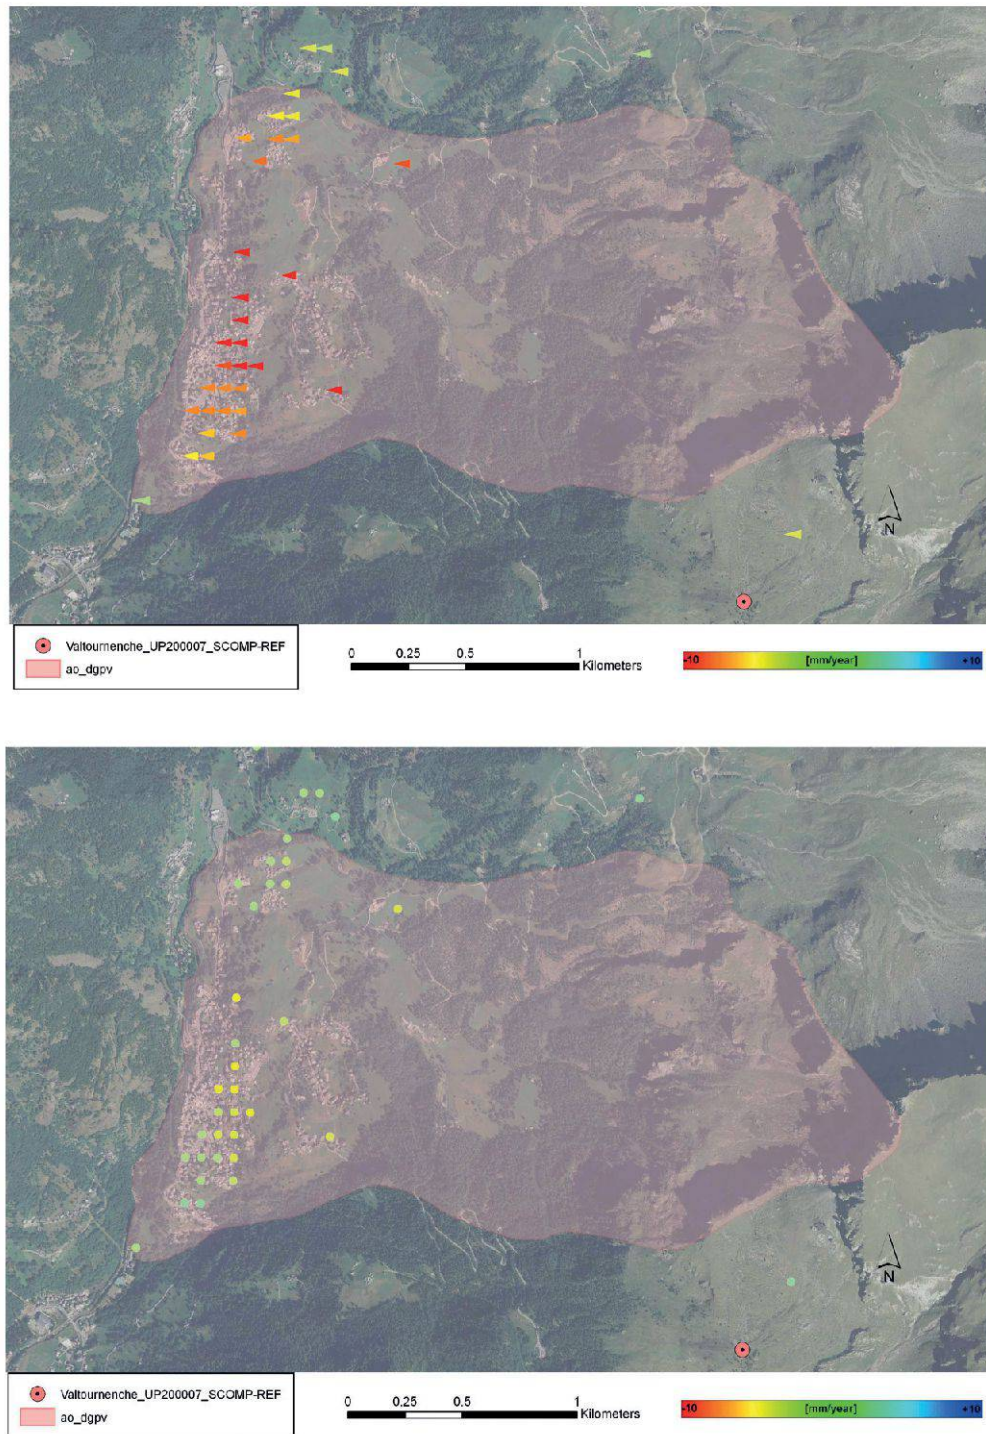 N
Valtournenche_UP200007_SCOMP-REF
ao_dgpv
0 0.25 0.5 1
Kilometers
-10 [mm/year] +10
N
Valtournenche_UP200007_SCOMP-REF
ao_dgpv
0 0.25 0.5 1
Kilometers
-10 [mm/year] +10